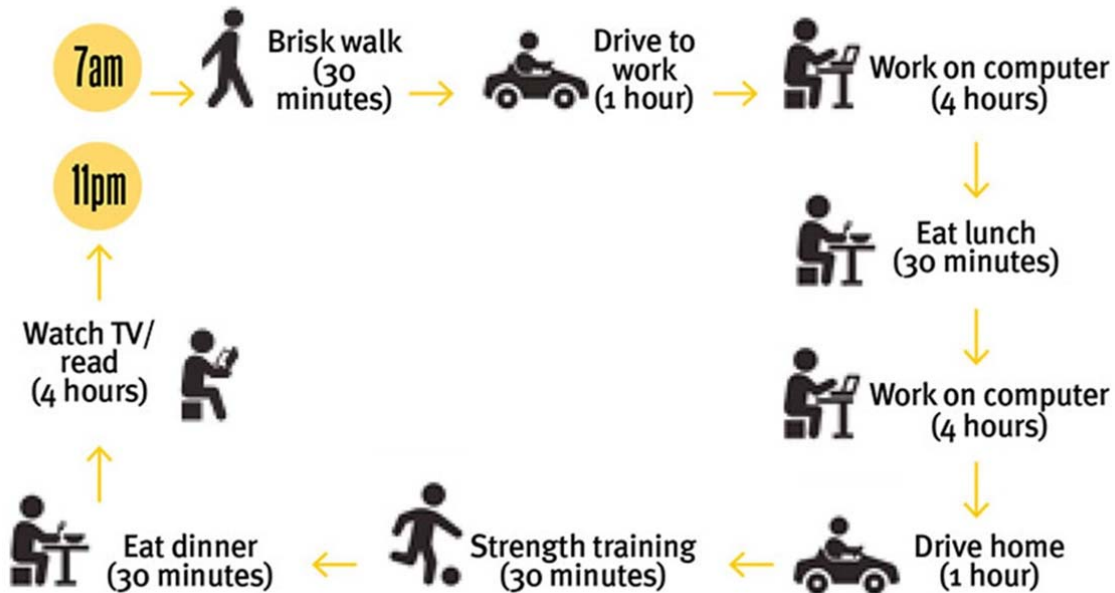 7am
Brisk walk
(30
minutes)
Drive to
work
(1 hour)
Work on computer
(4 hours)
Eat lunch
(30 minutes)
Work on computer
(4 hours)
Drive home
(1 hour)
Strength training
(30 minutes)
Eat dinner
(30 minutes)
Watch TV/
read
(4 hours)
11pm